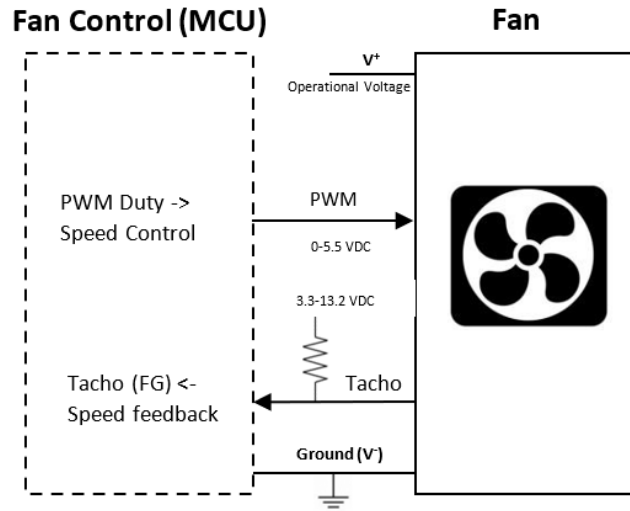 Fan Control (MCU)
Fan
V⁺
Operational Voltage
PWM Duty ->
Speed Control
PWM
0-5.5 VDC
3.3-13.2 VDC
Tacho (FG) <-
Speed feedback
Tacho
Ground (V⁻)